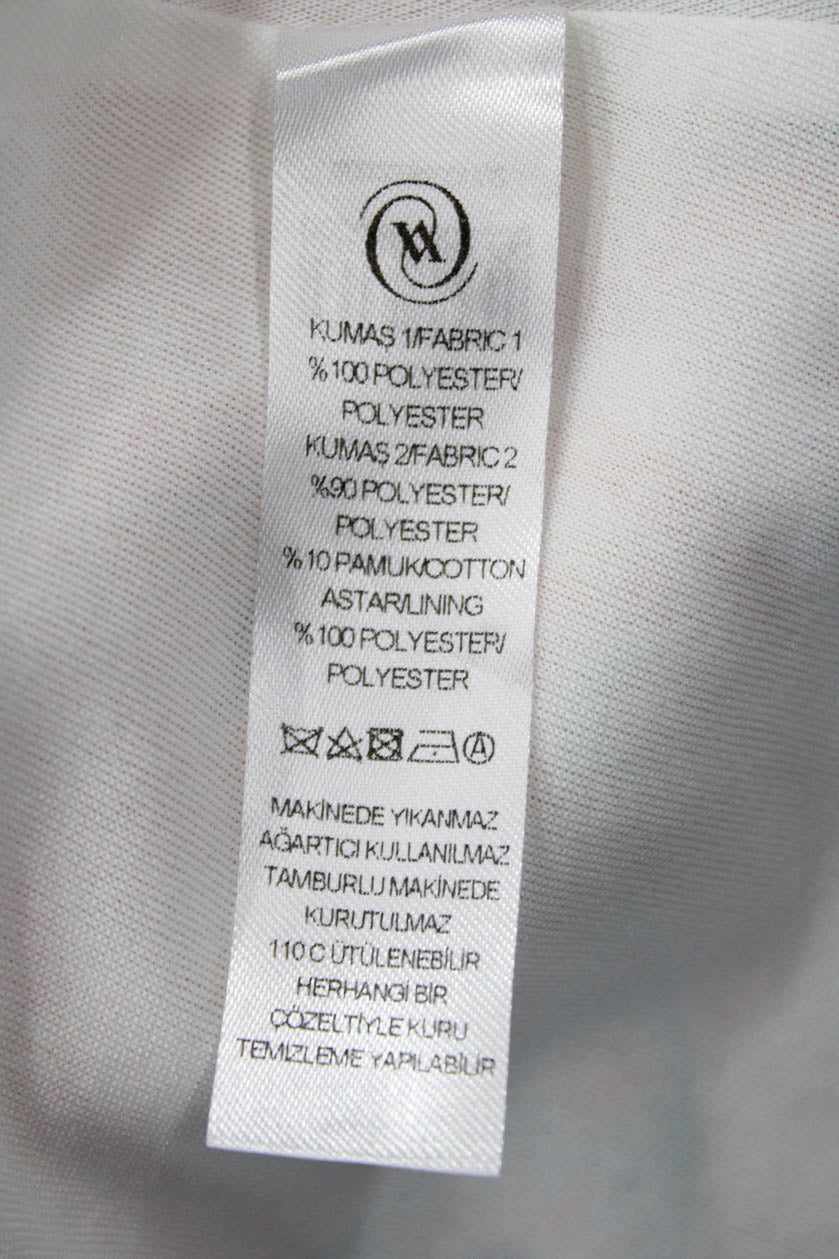 KUMAŞ 1/FABRIC 1
%100 POLYESTER/
POLYESTER
KUMAŞ 2/FABRIC 2
%90 POLYESTER/
POLYESTER
%10 PAMUK/COTTON
ASTAR/LINING
%100 POLYESTER/
POLYESTER
A
MAKİNEDE YIKANMAZ
AĞARTICI KULLANILMAZ
TAMBURLU MAKİNEDE
KURUTULMAZ
110 C ÜTÜLENEBİLİR
HERHANGİ BİR
ÇÖZELTİYLE KURU
TEMİZLEME YAPILABİLİR